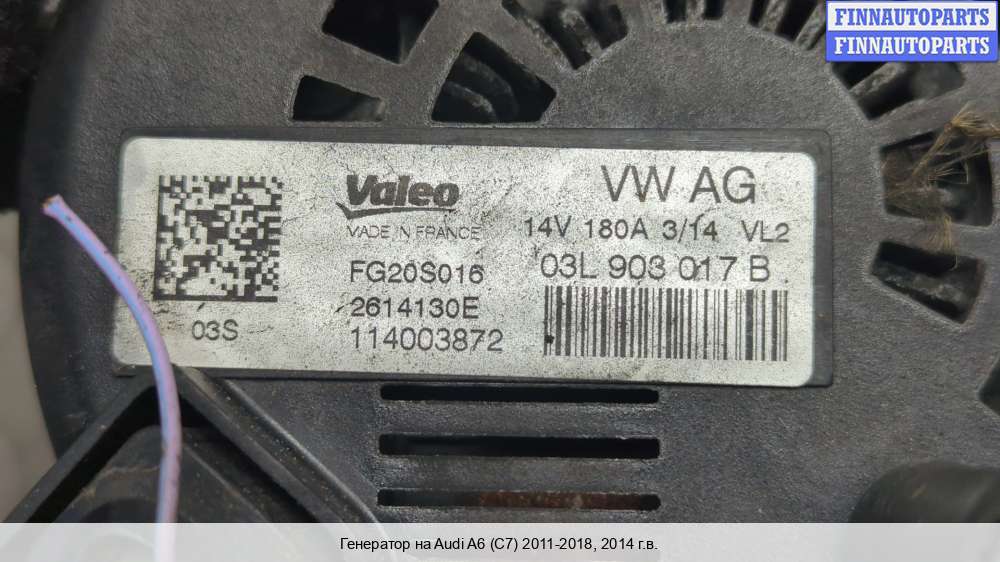 FINNAUTOPARTS
FINNAUTOPARTS
Valeo
MADE IN FRANCE
VW AG
14V 180A 3/14 VL2
FG20S016
03L 903 017 B
2614130E
114003872
03S
Генератор на Audi A6 (C7) 2011-2018, 2014 г.в.